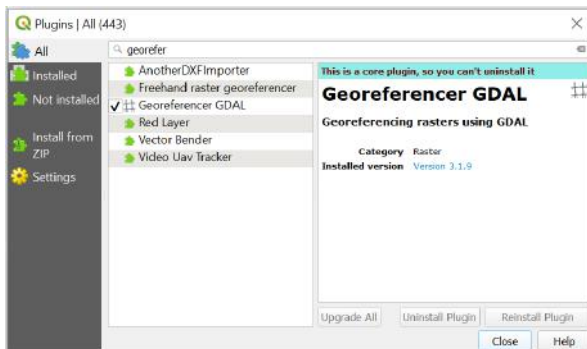 Plugins | All (443)
All
georefer
Installed
Not installed
Install from
ZIP
Settings
AnotherDXFImporter
Freehand raster georeferencer
Georeferencer GDAL
Red Layer
Vector Bender
Video Uav Tracker
This is a core plugin, so you can't uninstall it
Georeferencer GDAL
Georeferencing rasters using GDAL
Category Raster
Installed version Version 3.1.9
Upgrade All Uninstall Plugin Reinstall Plugin
Close Help